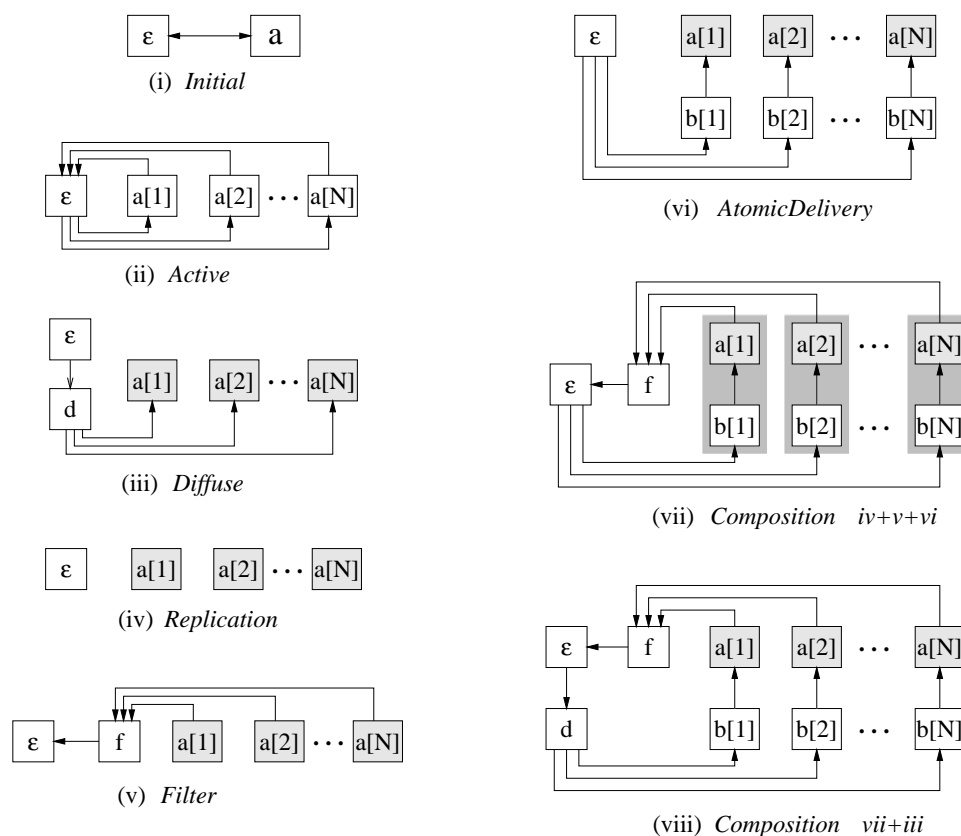 ε a
(i) Initial
ε a[1] a[2] • • • a[N]
(ii) Active
ε
a[1] a[2] • • • a[N]
d
(iii) Diffuse
ε a[1] a[2] • • • a[N]
(iv) Replication
ε f a[1] a[2] • • • a[N]
(v) Filter
ε a[1] a[2] • • • a[N]
b[1] b[2] • • • b[N]
(vi) AtomicDelivery
a[1] a[2] • • • a[N]
ε f
b[1] b[2] • • • b[N]
(vii) Composition iv+v+vi
ε f a[1] a[2] • • • a[N]
d b[1] b[2] • • • b[N]
(viii) Composition vii+iii